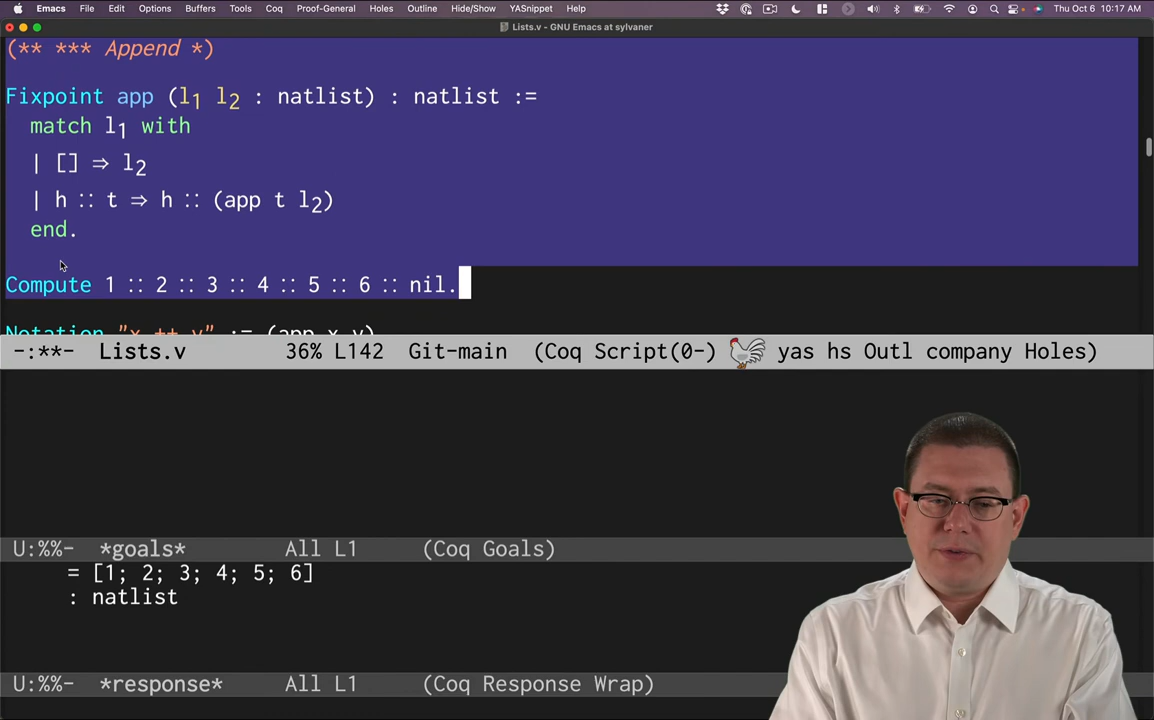 Emacs File Edit Options Buffers Tools Coq Proof-General Holes Outline Hide/Show YASnippet Help Thu Oct 6 10:17 AM
Lists.v - GNU Emacs at sylvaner
(** *** Append *)
Fixpoint app (l₁ l₂ : natlist) : natlist :=
match l₁ with
| [] ⇒ l₂
| h :: t ⇒ h :: (app t l₂)
end.
Compute 1 :: 2 :: 3 :: 4 :: 5 :: 6 :: nil.
Notation "x ++ y" := (app x y)
-:**- Lists.v 36% L142 Git-main (Coq Script(0-) yas hs Outl company Holes)
U:%%- *goals* All L1 (Coq Goals)
= [1; 2; 3; 4; 5; 6]
: natlist
U:%%- *response* All L1 (Coq Response Wrap)